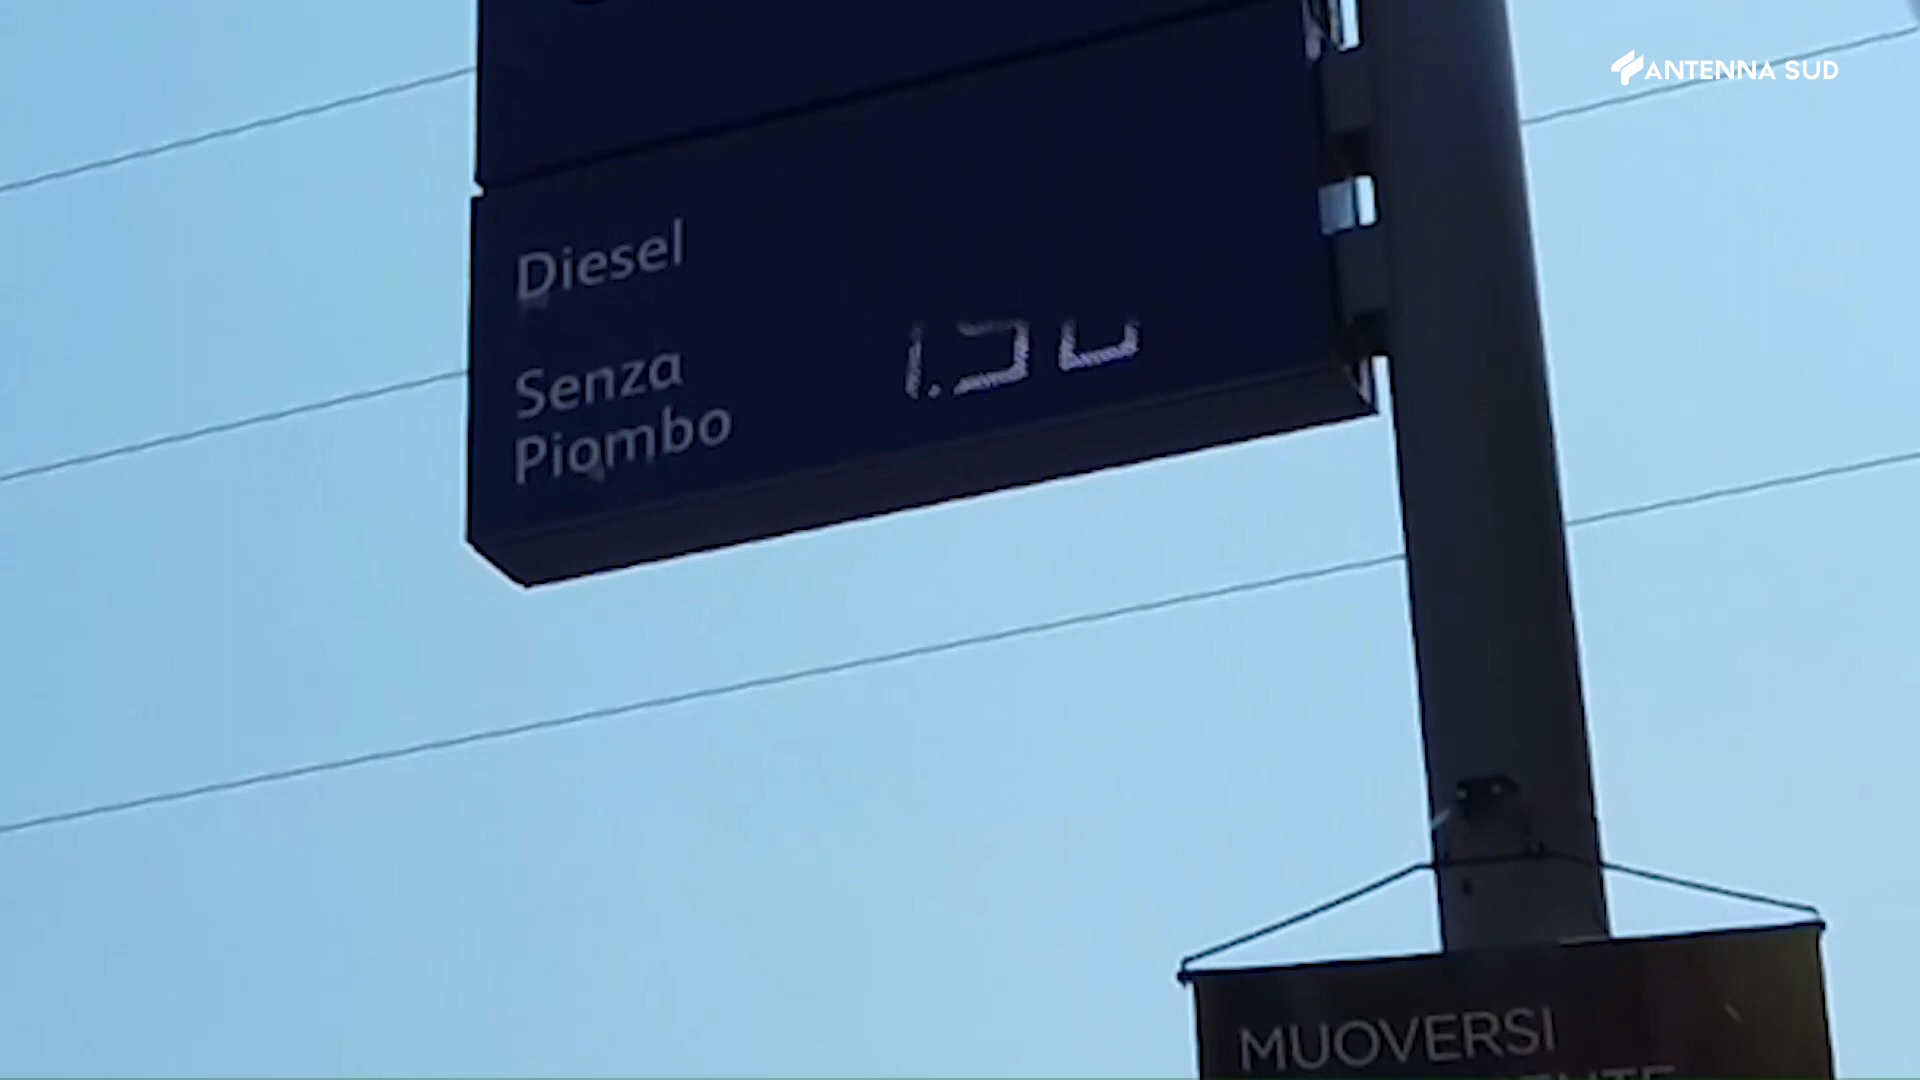 ANTENNA SUD
Diesel
Senza
Piombo
MUOVERSI